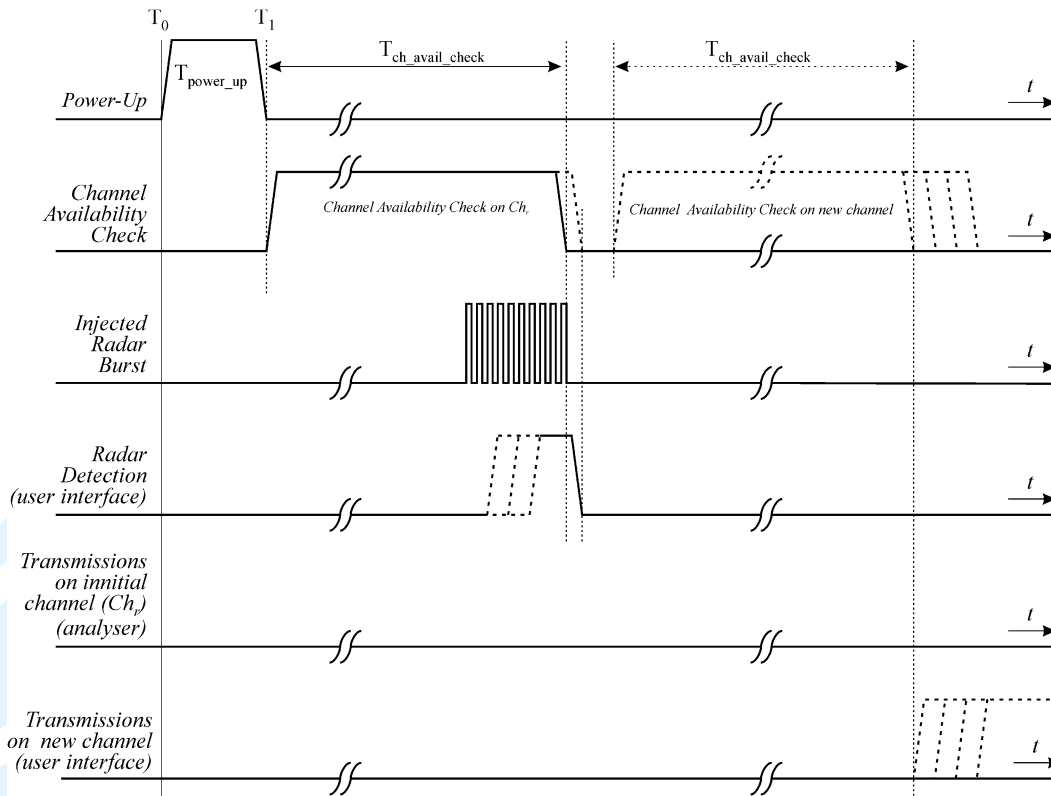 T0 T1
Tch_avail_check Tch_avail_check
Tpower_up
Power-Up
t
Channel
Availability
Check
Channel Availability Check on Chr
Channel Availability Check on new channel
t
Injected
Radar
Burst
t
Radar
Detection
(user interface)
t
Transmissions
on innitial
channel (Chr)
(analyser)
t
Transmissions
on new channel
(user interface)
t